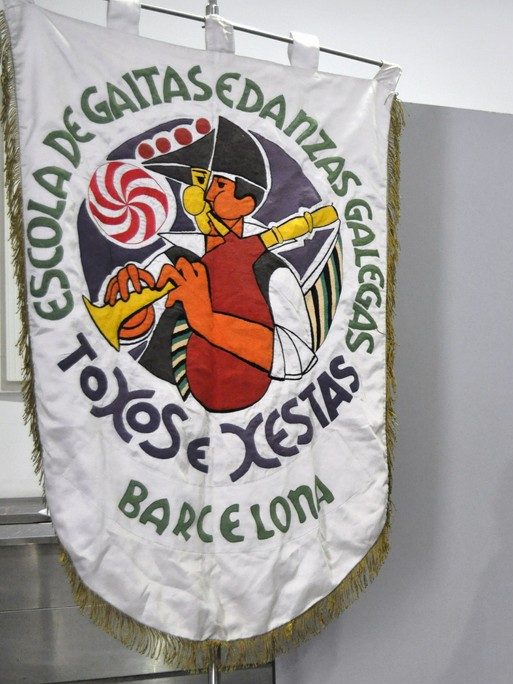 ESCOLA DE GAITAS E DANZAS GALEGAS
TOXOS E XESTAS
BARCELONA